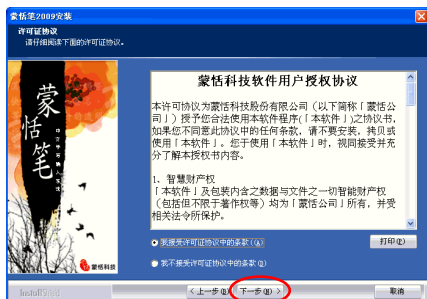 蒙恬笔2009安装
许可证协议
请仔细阅读下面的许可证协议。
蒙恬笔
中文手写输入系统
蒙恬科技
蒙恬科技软件用户授权协议
本许可协议为蒙恬科技股份有限公司(以下简称「蒙恬公
司」)授予您合法使用本软件程序(「本软件」)之协议书,
如果您不同意此协议中的任何条款,请不要安装,拷贝或
使用「本软件」。您于使用「本软件」时,视同接受并充
分了解本授权书内容。
1、智慧财产权
「本软件」及包装内含之数据与文件之一切智能财产权
(包括但不限于著作权等)均为「蒙恬公司」所有,并受
相关法令所保护。
我接受许可证协议中的条款(A)
打印(P)
我不接受许可证协议中的条款(D)
InstallShield
< 上一步(B)
下一步(N) >
取消